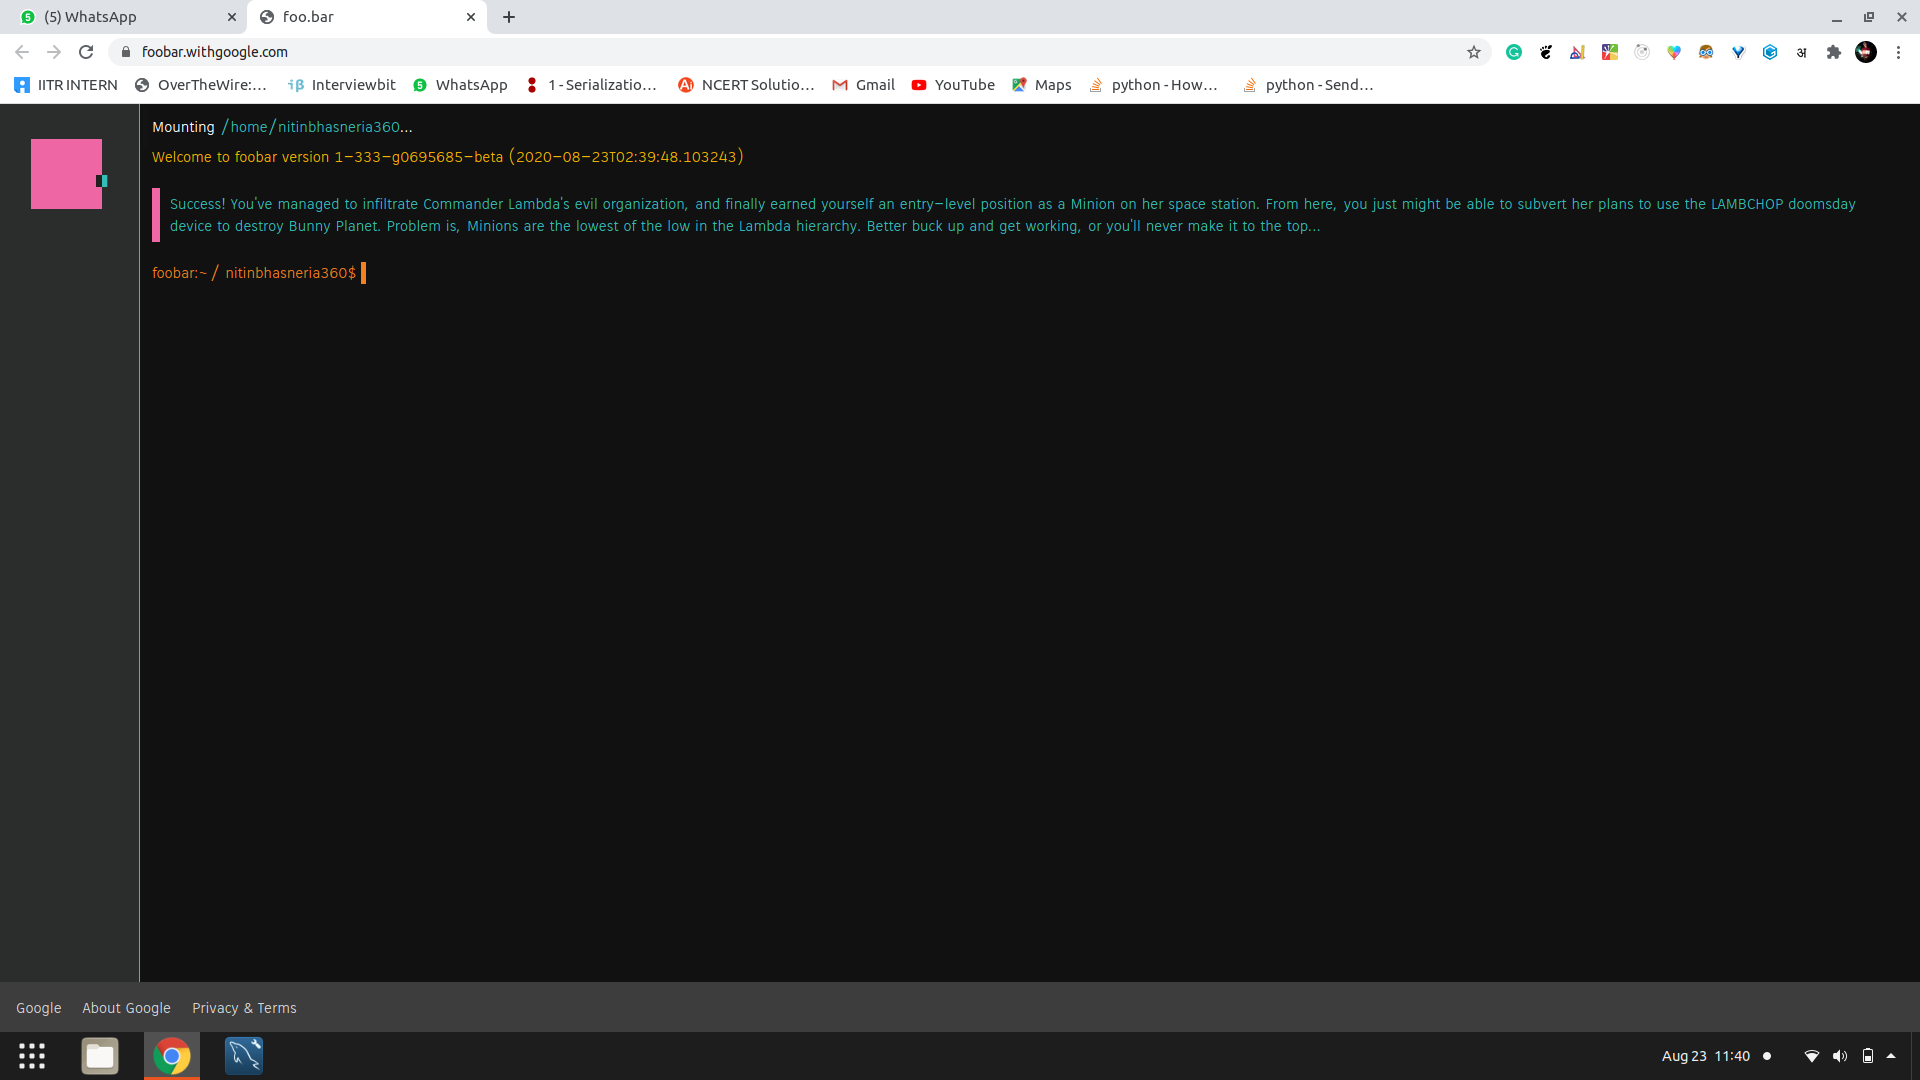 (5) WhatsApp
foo.bar
foobar.withgoogle.com
IITR INTERN OverTheWire:... Interviewbit WhatsApp 1 - Serializatio... NCERT Solutio... Gmail YouTube Maps python - How... python - Send...
Mounting /home/nitinbhasneria360...
Welcome to foobar version 1-333-g0695685-beta (2020-08-23T02:39:48.103243)
Success! You've managed to infiltrate Commander Lambda's evil organization, and finally earned yourself an entry-level position as a Minion on her space station. From here, you just might be able to subvert her plans to use the LAMBCHOP doomsday
device to destroy Bunny Planet. Problem is, Minions are the lowest of the low in the Lambda hierarchy. Better buck up and get working, or you'll never make it to the top...
foobar:~/ nitinbhasneria360$
Google About Google Privacy & Terms
Aug 23 11:40